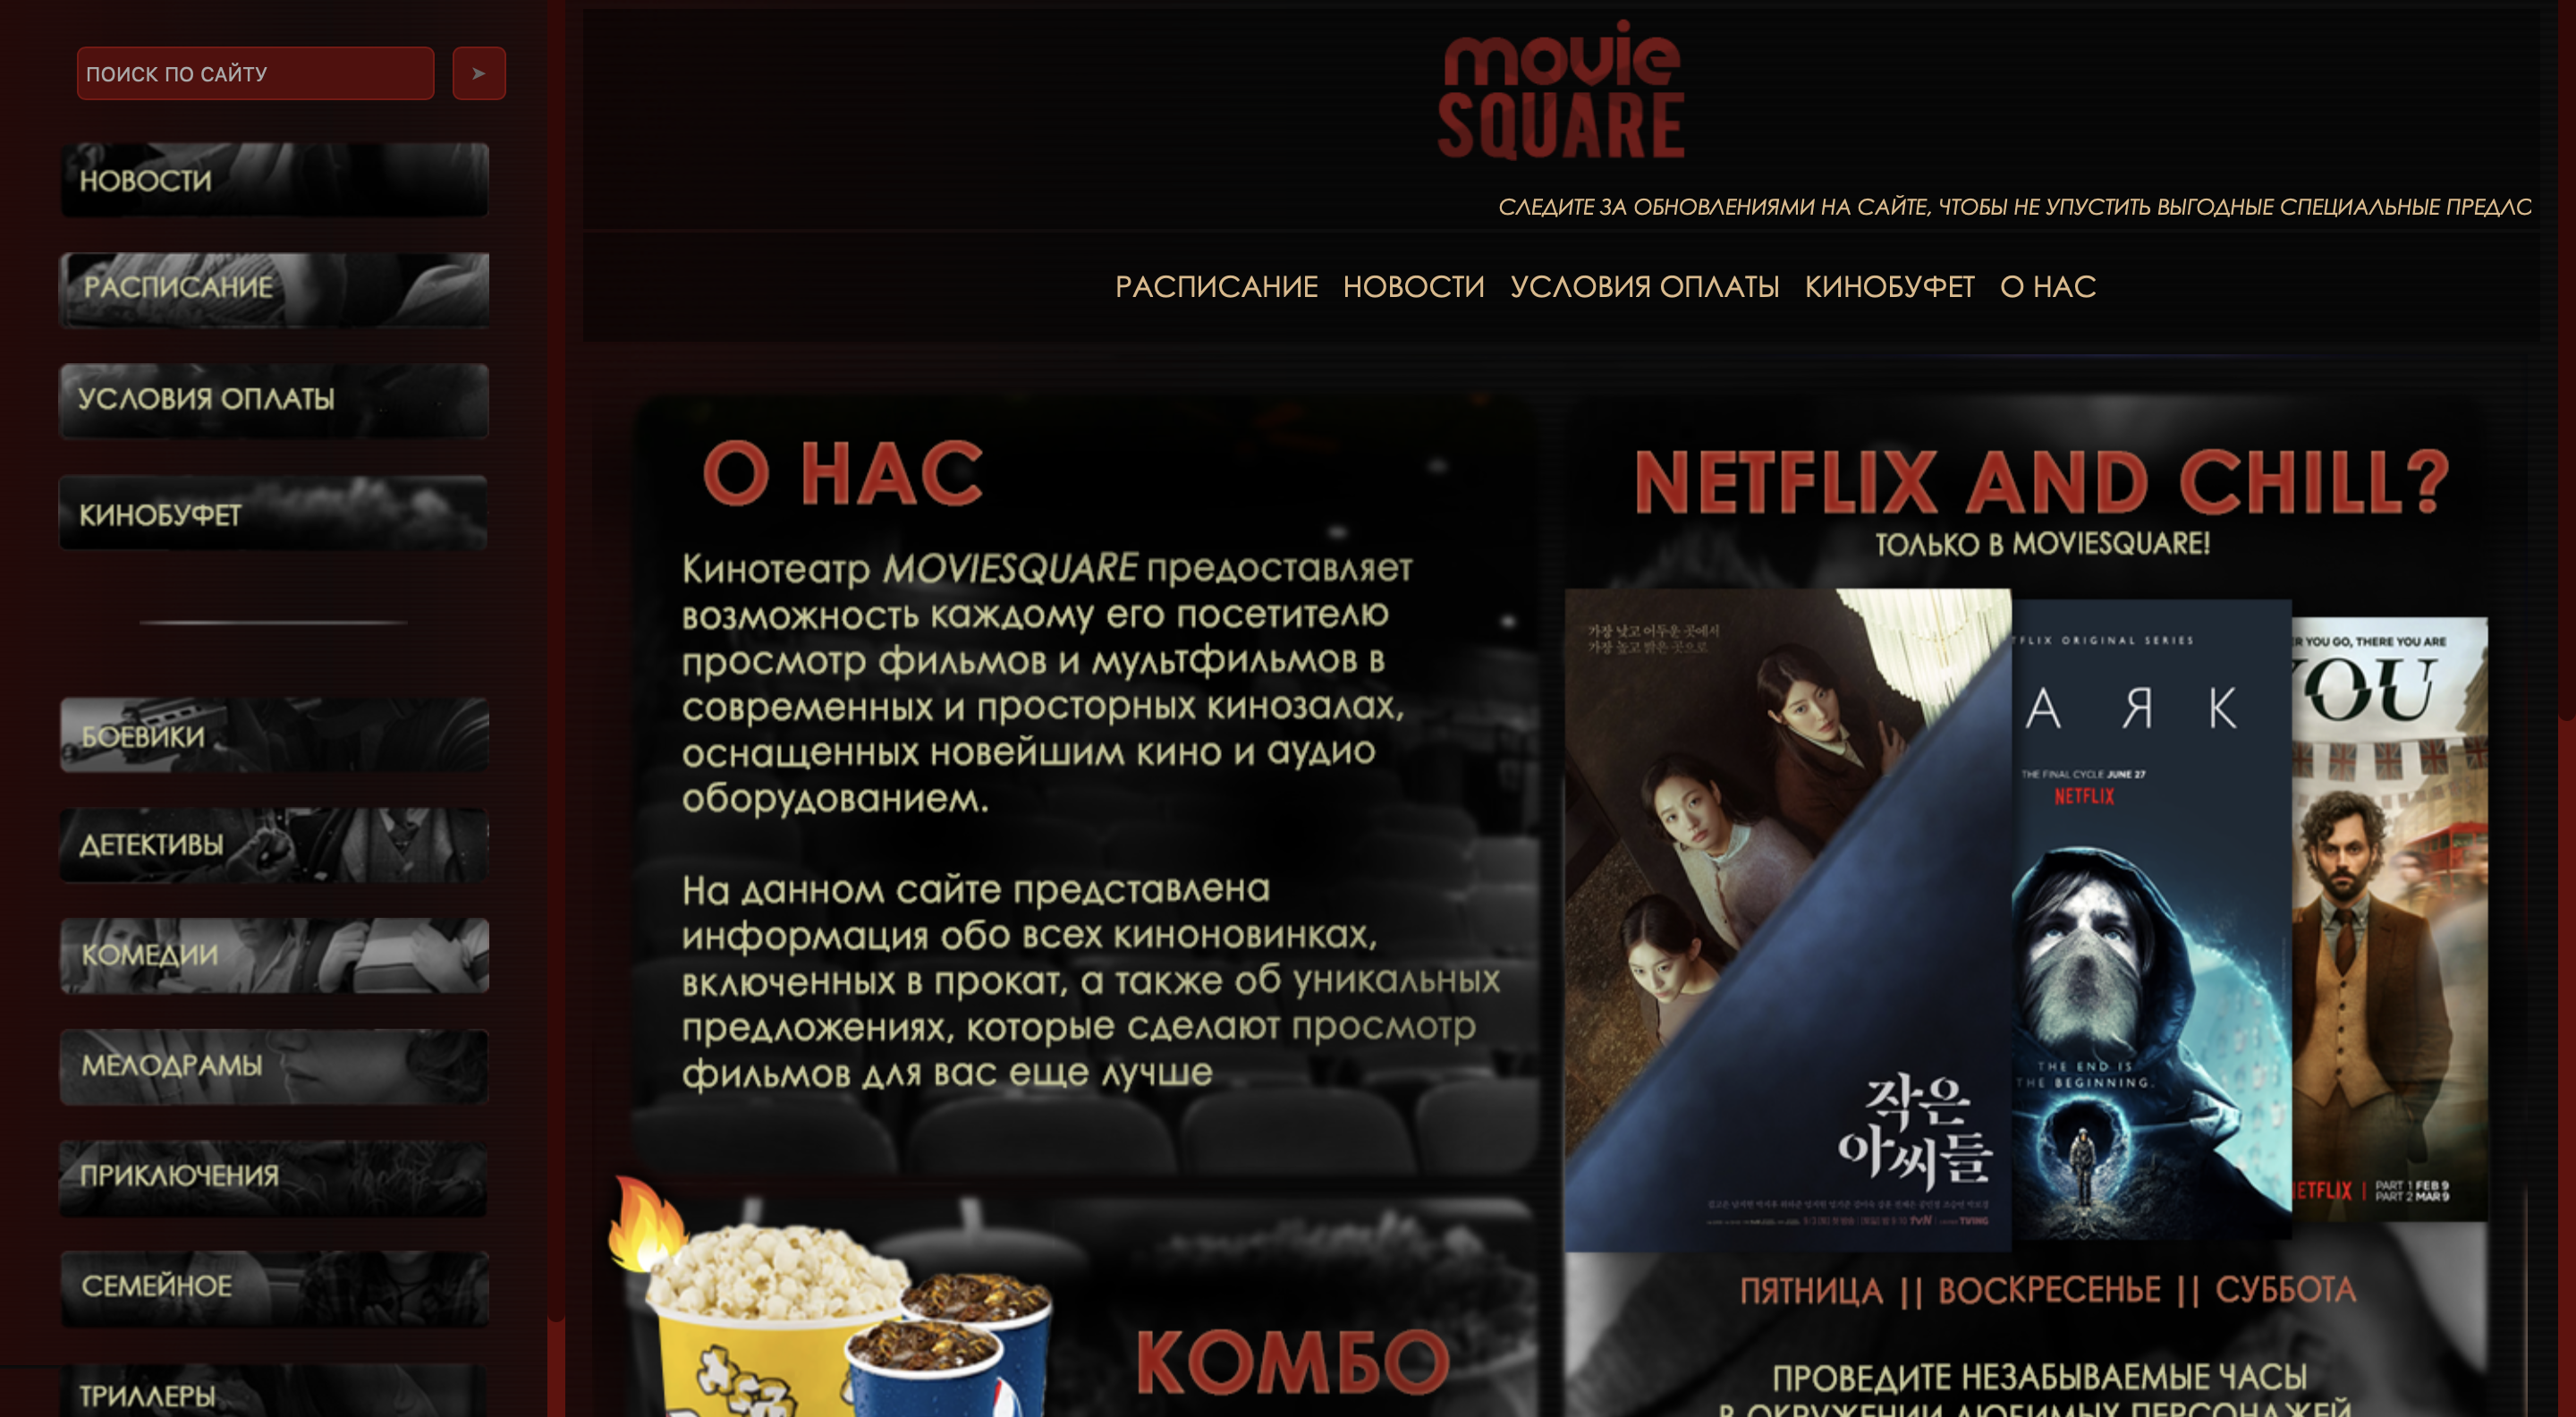 ПОИСК ПО САЙТУ
➤
НОВОСТИ
РАСПИСАНИЕ
УСЛОВИЯ ОПЛАТЫ
КИНОБУФЕТ
БОЕВИКИ
ДЕТЕКТИВЫ
КОМЕДИИ
МЕЛОДРАМЫ
ПРИКЛЮЧЕНИЯ
СЕМЕЙНОЕ
ТРИЛЛЕРЫ
movie
SQUARE
СЛЕДИТЕ ЗА ОБНОВЛЕНИЯМИ НА САЙТЕ, ЧТОБЫ НЕ УПУСТИТЬ ВЫГОДНЫЕ СПЕЦИАЛЬНЫЕ ПРЕДЛО
РАСПИСАНИЕ НОВОСТИ УСЛОВИЯ ОПЛАТЫ КИНОБУФЕТ О НАС
О НАС
Кинотеатр MOVIESQUARE предоставляет
возможность каждому его посетителю
просмотр фильмов и мультфильмов в
современных и просторных кинозалах,
оснащенных новейшим кино и аудио
оборудованием.
На данном сайте представлена
информация обо всех киноновинках,
включенных в прокат, а также об уникальных
предложениях, которые сделают просмотр
фильмов для вас еще лучше
КОМБО
NETFLIX AND CHILL?
ТОЛЬКО В MOVIESQUARE!
가장 낮고 어두운 곳에서
가장 높고 밝은 곳으로
작은
아씨들
tvN TVING
TFLIX ORIGINAL SERIES
А Я К
THE FINAL CYCLE JUNE 27
NETFLIX
THE END IS
THE BEGINNING.
R YOU GO, THERE YOU ARE
YOU
NETFLIX | PART 1 FEB 9
PART 2 MAR 9
ПЯТНИЦА || ВОСКРЕСЕНЬЕ || СУББОТА
ПРОВЕДИТЕ НЕЗАБЫВАЕМЫЕ ЧАСЫ
В ОКРУЖЕНИИ ЛЮБИМЫХ ПЕРСОНАЖЕЙ